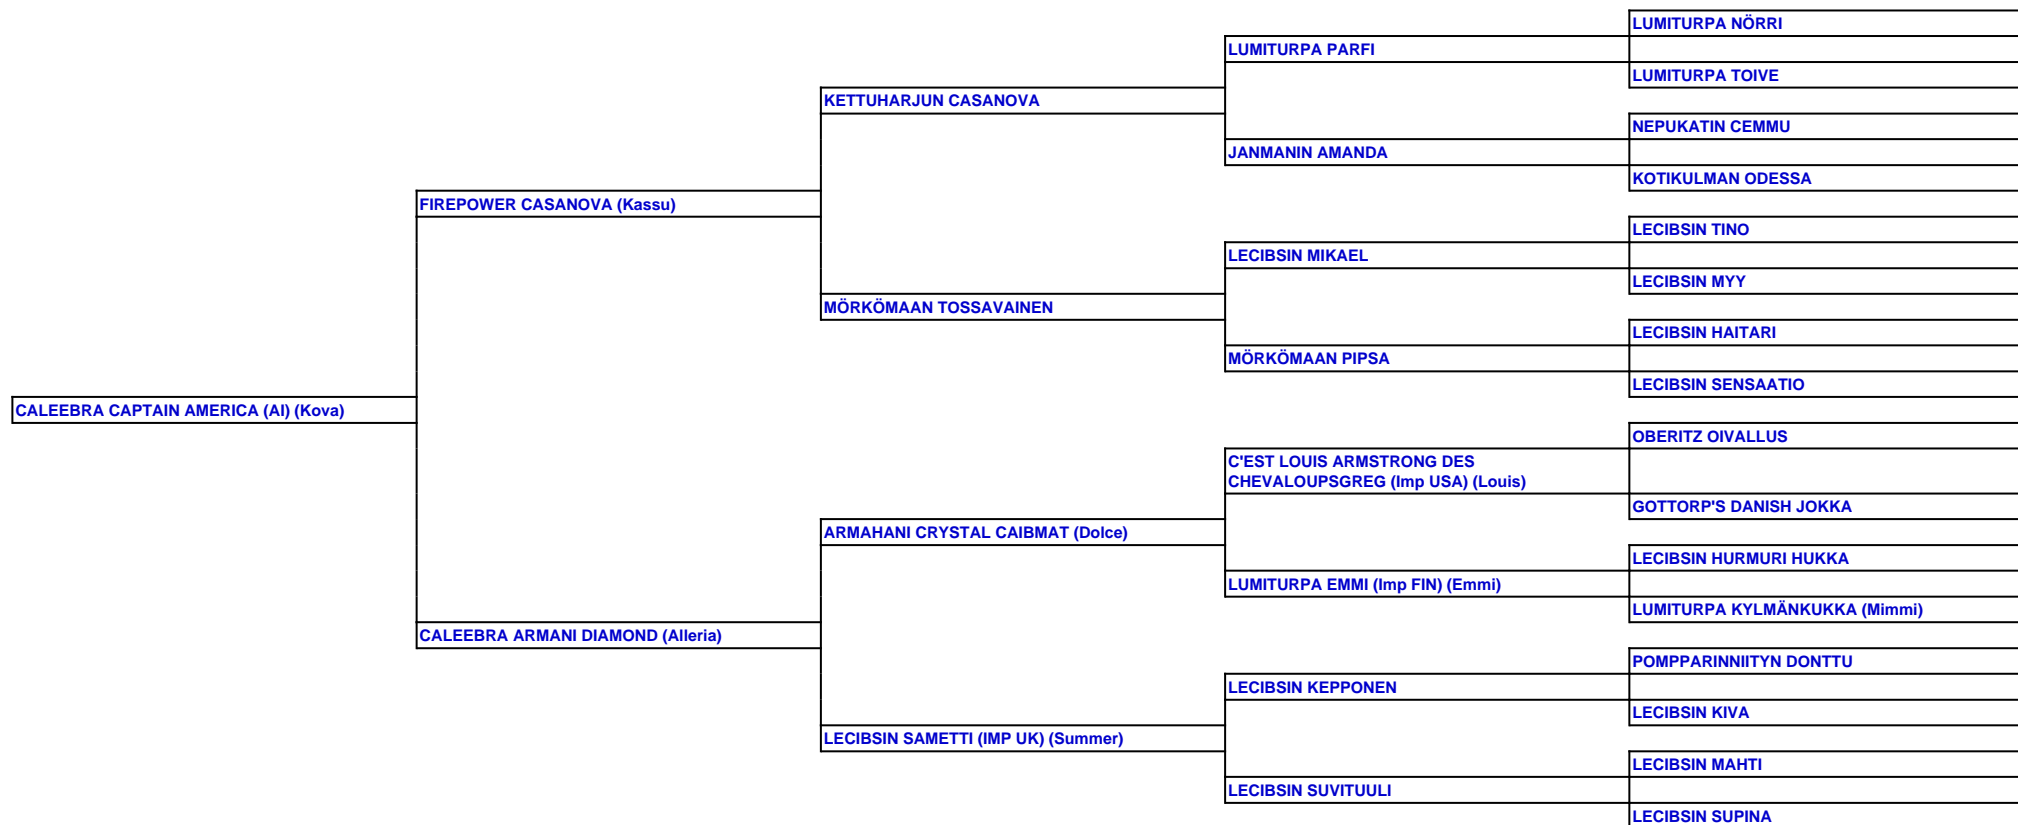 LUMITURPA NÖRRI
LUMITURPA PARFI
LUMITURPA TOIVE
KETTUHARJUN CASANOVA
NEPUKATIN CEMMU
JANMANIN AMANDA
KOTIKULMAN ODESSA
FIREPOWER CASANOVA (Kassu)
LECIBSIN TINO
LECIBSIN MIKAEL
LECIBSIN MYY
MÖRKÖMAAN TOSSAVAINEN
LECIBSIN HAITARI
MÖRKÖMAAN PIPSA
LECIBSIN SENSAATIO
CALEEBRA CAPTAIN AMERICA (AI) (Kova)
OBERITZ OIVALLUS
C'EST LOUIS ARMSTRONG DES
CHEVALOUPSGREG (Imp USA) (Louis)
GOTTORP'S DANISH JOKKA
ARMAHANI CRYSTAL CAIBMAT (Dolce)
LECIBSIN HURMURI HUKKA
LUMITURPA EMMI (Imp FIN) (Emmi)
LUMITURPA KYLMÄNKUKKA (Mimmi)
CALEEBRA ARMANI DIAMOND (Alleria)
POMPPARINNIITYN DONTTU
LECIBSIN KEPPONEN
LECIBSIN KIVA
LECIBSIN SAMETTI (IMP UK) (Summer)
LECIBSIN MAHTI
LECIBSIN SUVITUULI
LECIBSIN SUPINA